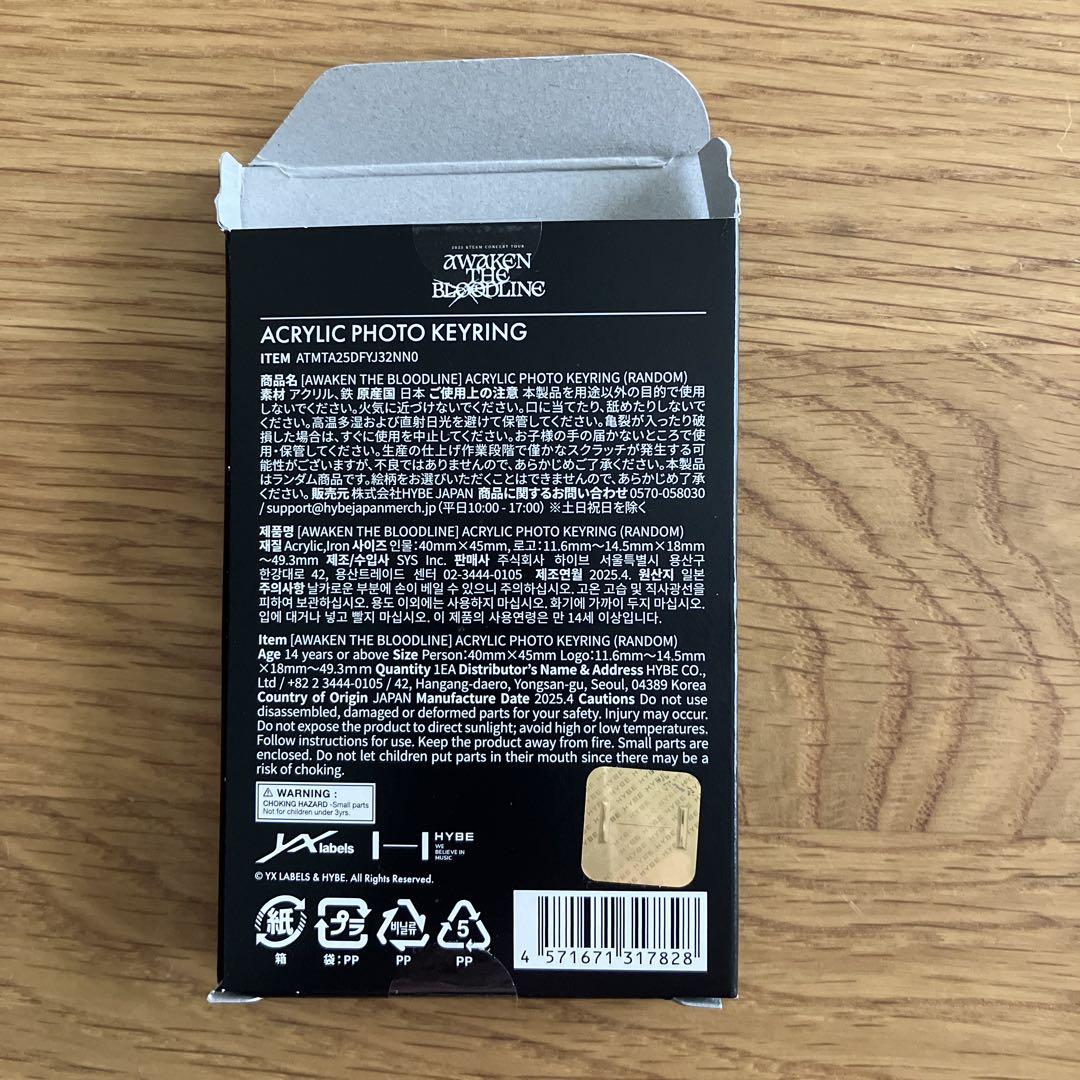 2025 &TEAM CONCERT TOUR
AWAKEN
THE
BLOODLINE
ACRYLIC PHOTO KEYRING
ITEM ATMTA25DFYJ32NN0
商品名 [AWAKEN THE BLOODLINE] ACRYLIC PHOTO KEYRING (RANDOM)
素材 アクリル、鉄 原産国 日本 ご使用上の注意 本製品を用途以外の目的で使用
しないでください。火気に近づけないでください。口に当てたり、舐めたりしないで
ください。高温多湿および直射日光を避けて保管してください。亀裂が入ったり破
損した場合は、すぐに使用を中止してください。お子様の手の届かないところで使
用・保管してください。生産の仕上げ作業段階で僅かなスクラッチが発生する可
能性がございますが、不良ではありませんので、あらかじめご了承ください。本製品
はランダム商品です。絵柄をお選びいただくことはできませんので、あらかじめご了承
ください。販売元 株式会社HYBE JAPAN 商品に関するお問い合わせ 0570-058030
/ support@hybejapanmerch.jp (平日10:00 - 17:00) ※土日祝日を除く
제품명 [AWAKEN THE BLOODLINE] ACRYLIC PHOTO KEYRING (RANDOM)
재질 Acrylic,Iron 사이즈 인물:40mm×45mm, 로고:11.6mm〜14.5mm×18mm
〜49.3mm 제조/수입사 SYS Inc. 판매사 주식회사 하이브 서울특별시 용산구
한강대로 42, 용산트레이드 센터 02-3444-0105 제조연월 2025.4. 원산지 일본
주의사항 날카로운 부분에 손이 베일 수 있으니 주의하십시오. 고온 고습 및 직사광선을
피하여 보관하십시오. 용도 이외에는 사용하지 마십시오. 화기에 가까이 두지 마십시오.
입에 대거나 넣고 빨지 마십시오. 이 제품의 사용연령은 만 14세 이상입니다.
Item [AWAKEN THE BLOODLINE] ACRYLIC PHOTO KEYRING (RANDOM)
Age 14 years or above Size Person:40mm×45mm Logo:11.6mm〜14.5mm
×18mm〜49.3mm Quantity 1EA Distributor's Name & Address HYBE CO.,
Ltd / +82 2 3444-0105 / 42, Hangang-daero, Yongsan-gu, Seoul, 04389 Korea
Country of Origin JAPAN Manufacture Date 2025.4 Cautions Do not use
disassembled, damaged or deformed parts for your safety. Injury may occur.
Do not expose the product to direct sunlight; avoid high or low temperatures.
Follow instructions for use. Keep the product away from fire. Small parts are
enclosed. Do not let children put parts in their mouth since there may be a
risk of choking.
⚠ WARNING :
CHOKING HAZARD -Small parts
Not for children under 3yrs.
YX labels HYBE
WE
BELIEVE IN
MUSIC
© YX LABELS & HYBE. All Rights Reserved.
紙 プラ 비닐류 5
箱 袋:PP PP PP
4 571671 317828